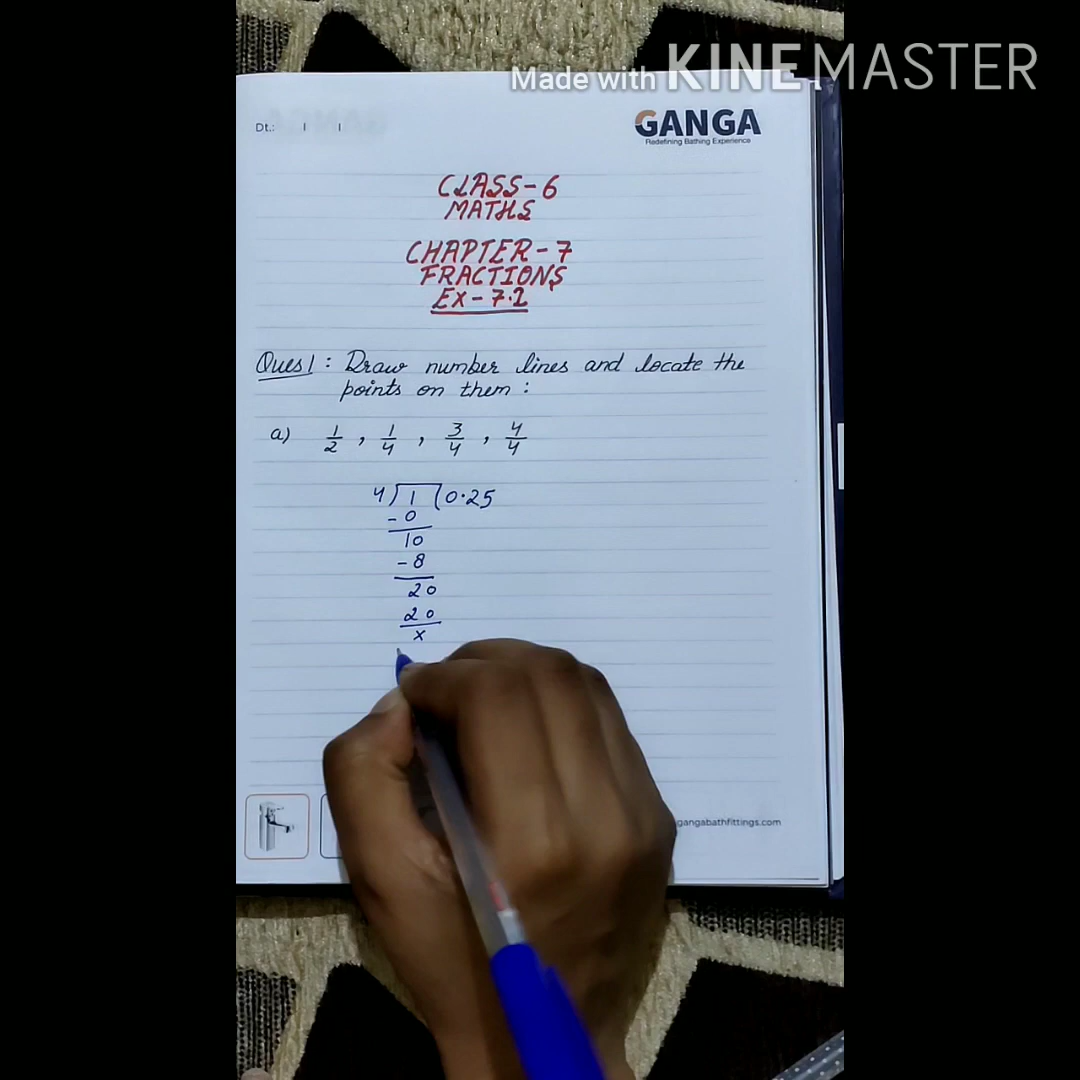 Made with KINEMASTER
Dt.: / /
GANGA
Redefining Bathing Experience
CLASS-6
MATHS
CHAPTER-7
FRACTIONS
EX-7.2
Ques1: Draw number lines and locate the
points on them:
a) 1/2, 1/4, 3/4, 4/4
4) 1 (0.25
-0
10
-8
20
20
x
gangabathfittings.com